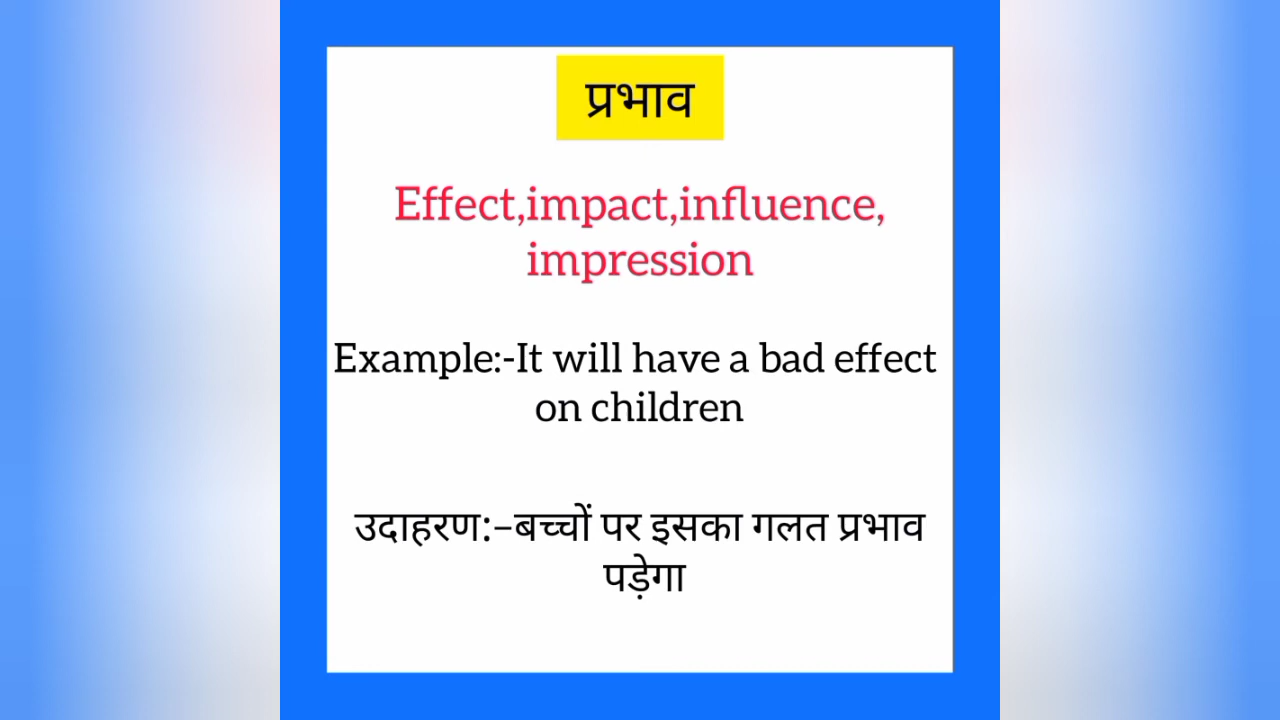 प्रभाव
Effect,impact,influence,
impression
Example:-It will have a bad effect
on children
उदाहरण:–बच्चों पर इसका गलत प्रभाव
पड़ेगा